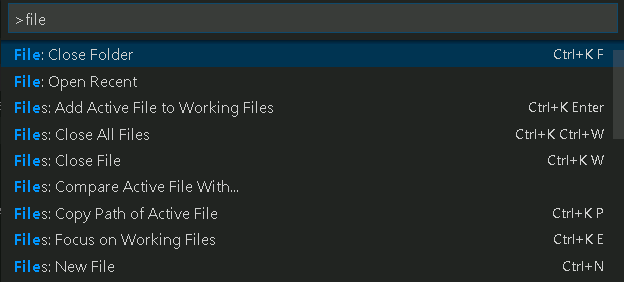 >file
File: Close Folder Ctrl+K F
File: Open Recent
Files: Add Active File to Working Files Ctrl+K Enter
Files: Close All Files Ctrl+K Ctrl+W
Files: Close File Ctrl+K W
Files: Compare Active File With...
Files: Copy Path of Active File Ctrl+K P
Files: Focus on Working Files Ctrl+K E
Files: New File Ctrl+N